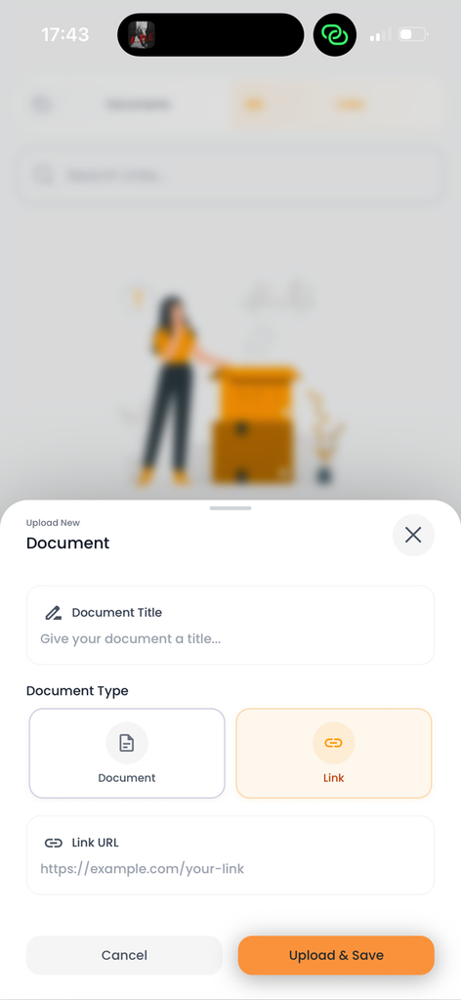 17:43
Upload New
Document
Document Title
Give your document a title...
Document Type
Document
Link
Link URL
https://example.com/your-link
Cancel
Upload & Save